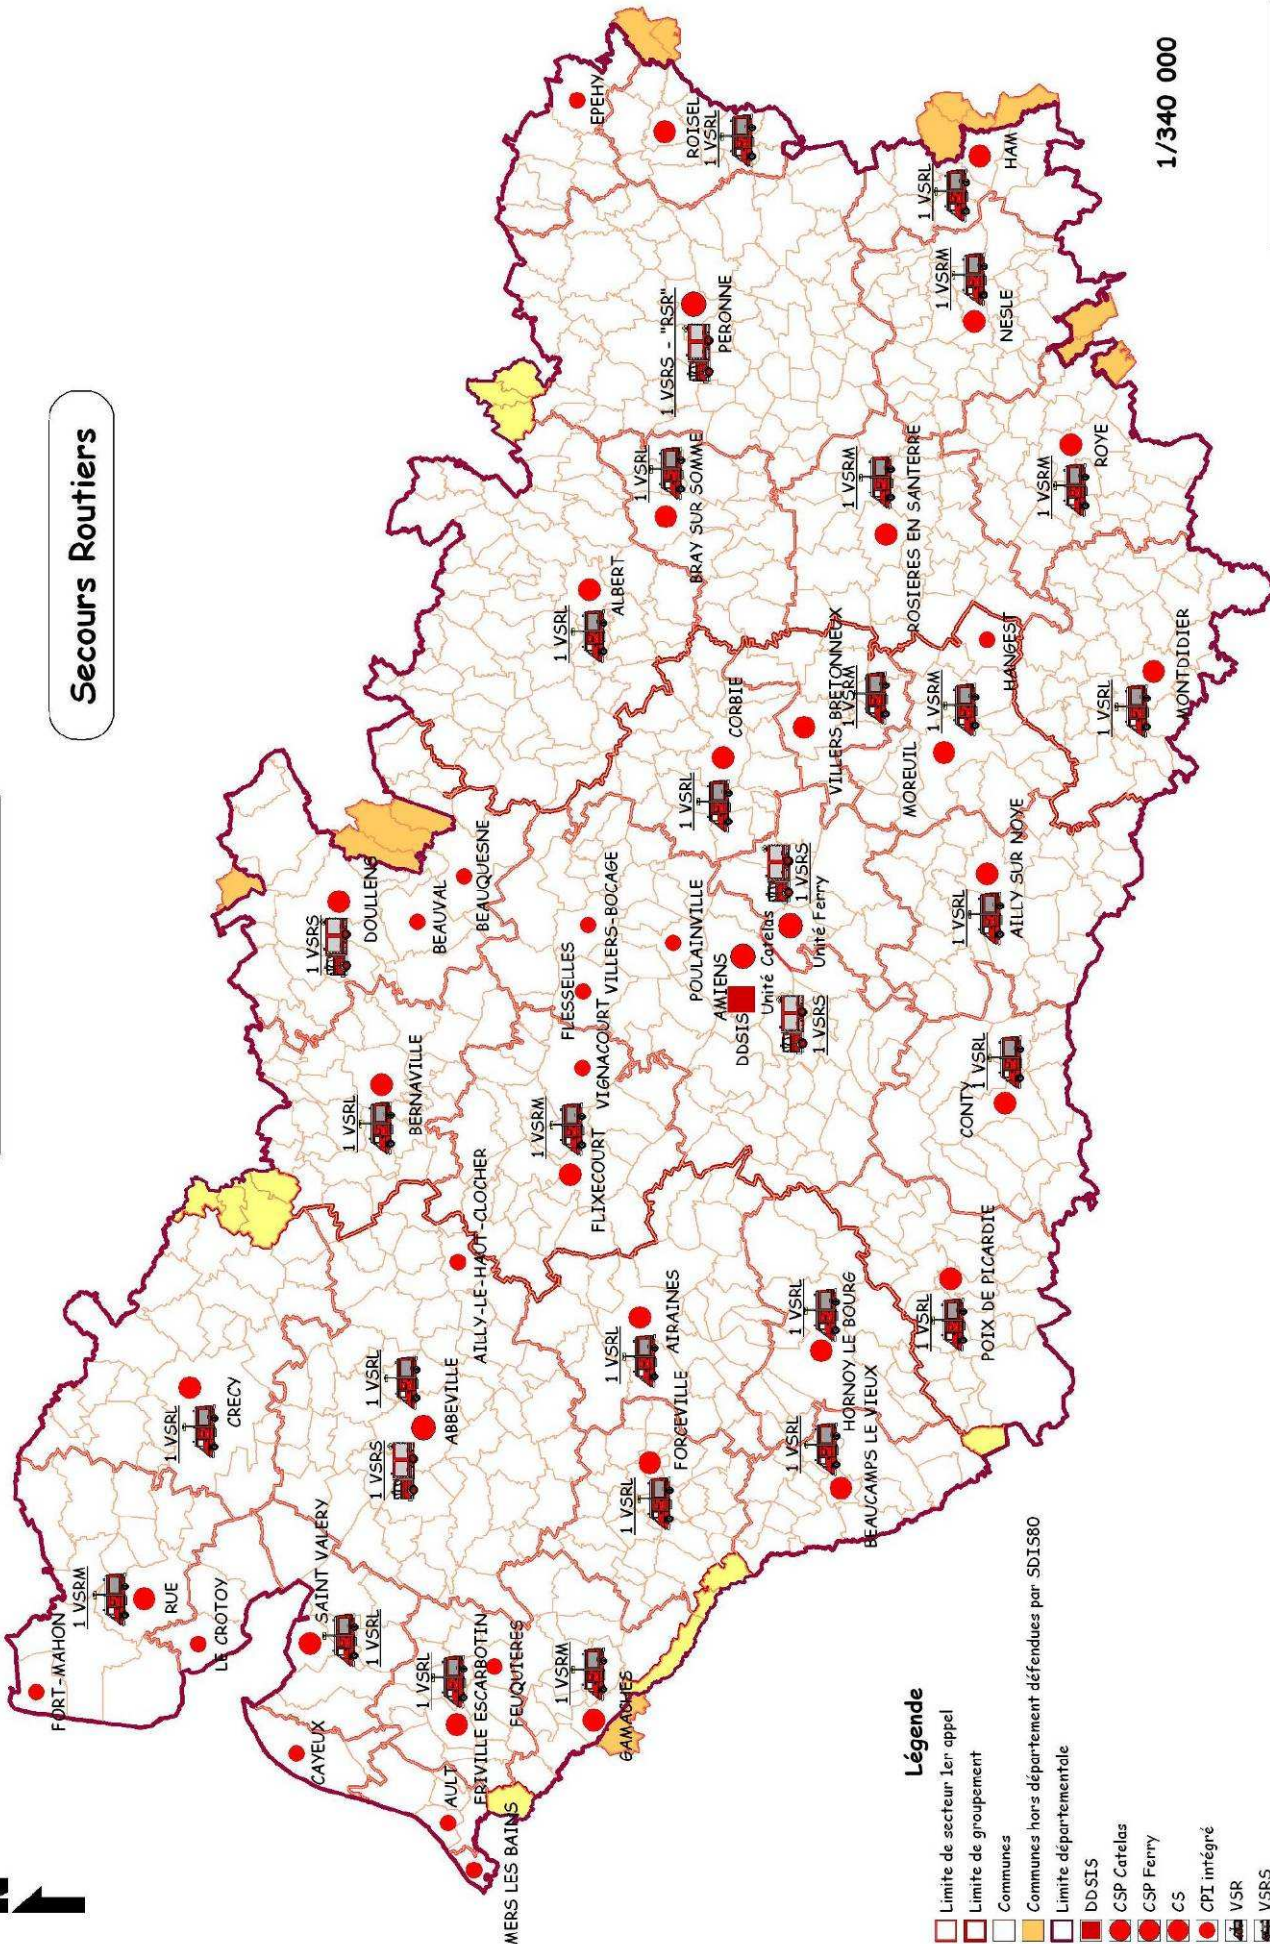 Secours Routiers
1/340 000
FORT-MAHON
1 VSRM
RUE
LE CROTOY
1 VSRL
CRECY
CAYEUX
SAINT VALERY
1 VSRL
AULT
MERS LES BAINS
1 VSRL
FRIVILLE ESCARBOTIN
FEUQUIERES
1 VSRM
GAMACHES
1 VSRS
1 VSRL
ABBEVILLE
AILLY-LE-HAUT-CLOCHER
1 VSRL
BERNAVILLE
1 VSRS
DOULLENS
BEAUVAL
BEAUQUESNE
1 VSRM
FLIXECOURT
VIGNACOURT
FLESSELLES
VILLERS-BOCAGE
1 VSRL
FORCEVILLE
1 VSRL
AIRAINES
1 VSRL
BEAUCAMPS LE VIEUX
1 VSRL
HORNOY LE BOURG
1 VSRL
POIX DE PICARDIE
1 VSRL
CONTY
POULAINVILLE
AMIENS
DDSIS
Unité Catelas
1 VSRS
1 VSRS
Unité Ferry
1 VSRL
CORBIE
1 VSRL
ALBERT
1 VSRL
BRAY SUR SOMME
1 VSRS - "RSR"
PERONNE
EPEHY
ROISEL
1 VSRL
1 VSRL
HAM
1 VSRM
NESLE
1 VSRM
ROSIERES EN SANTERRE
1 VSRM
ROYE
VILLERS BRETONNEUX
1 VSRM
1 VSRM
MOREUIL
HANGEST
1 VSRL
AILLY SUR NOYE
1 VSRL
MONTDIDIER
Légende
Limite de secteur 1er appel
Limite de groupement
Communes
Communes hors département défendues par SDIS80
Limite départementale
DDSIS
CSP Catelas
CSP Ferry
CS
CPI intégré
VSR
VSRS